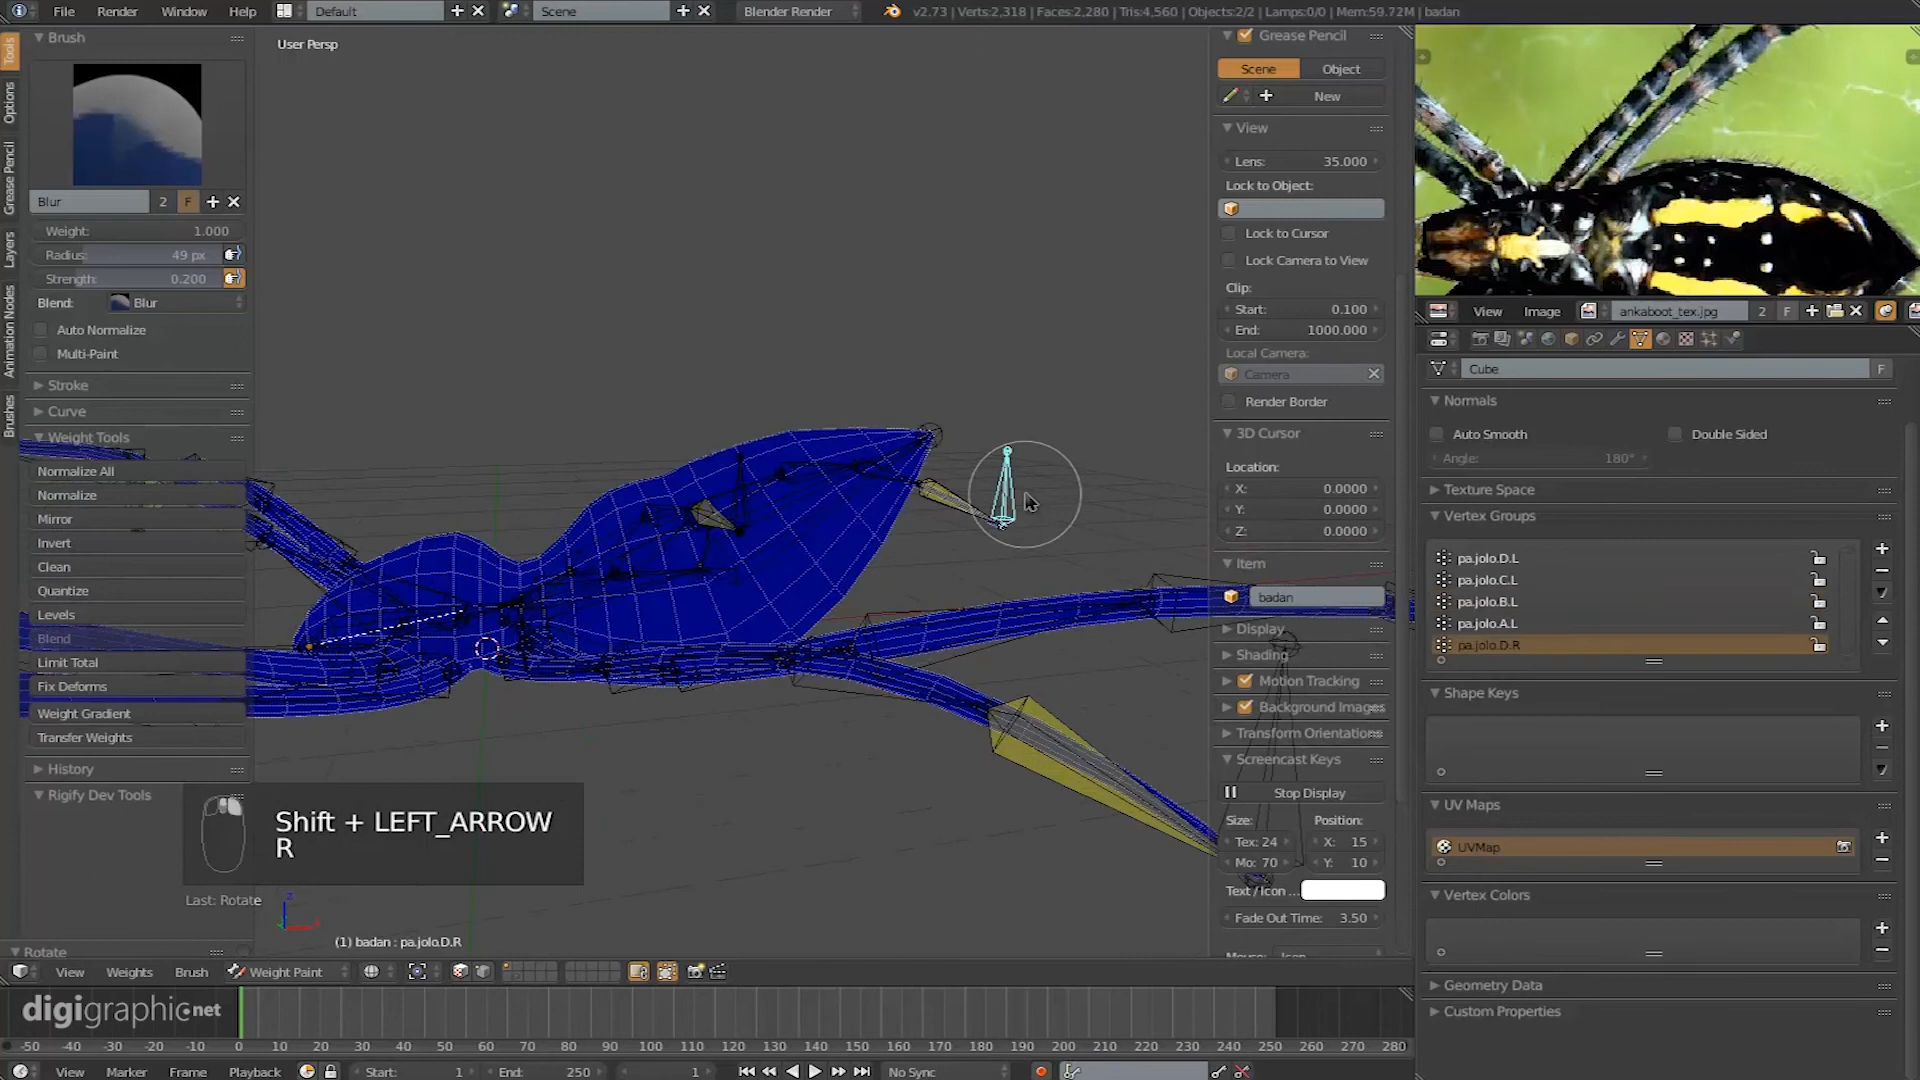 File Render Window Help Default Scene Blender Render v2.73 | Verts:2,318 | Faces:2,280 | Tris:4,560 | Objects:2/2 | Lamps:0/0 | Mem:59.72M | badan
Tools
Options
Grease Pencil
Layers
Animation Nodes
Brushes
Brush
Blur 2 F
Weight: 1.000
Radius: 49 px
Strength: 0.200
Blend: Blur
Auto Normalize
Multi-Paint
Stroke
Curve
Weight Tools
Normalize All
Normalize
Mirror
Invert
Clean
Quantize
Levels
Blend
Limit Total
Fix Deforms
Weight Gradient
Transfer Weights
History
Rigify Dev Tools
Rotate
User Persp
Shift + LEFT_ARROW
R
Last: Rotate
(1) badan : pa.jolo.D.R
Grease Pencil
Scene Object
New
View
Lens: 35.000
Lock to Object:
Lock to Cursor
Lock Camera to View
Clip:
Start: 0.100
End: 1000.000
Local Camera:
Camera
Render Border
3D Cursor
Location:
X: 0.0000
Y: 0.0000
Z: 0.0000
Item
badan
Display
Shading
Motion Tracking
Background Images
Transform Orientations
Screencast Keys
Stop Display
Size: Position:
Tex: 24 X: 15
Mo: 70 Y: 10
Text / Icon ...
Fade Out Time: 3.50
View Image ankaboot_tex.jpg 2 F
Cube F
Normals
Auto Smooth Double Sided
Angle: 180°
Texture Space
Vertex Groups
pa.jolo.D.L
pa.jolo.C.L
pa.jolo.B.L
pa.jolo.A.L
pa.jolo.D.R
Shape Keys
UV Maps
UVMap
Vertex Colors
Geometry Data
Custom Properties
View Weights Brush Weight Paint
digigraphic.net
-50 -40 -30 -20 -10 0 10 20 30 40 50 60 70 80 90 100 110 120 130 140 150 160 170 180 190 200 210 220 230 240 250 260 270 280
View Marker Frame Playback Start: 1 End: 250 1 No Sync